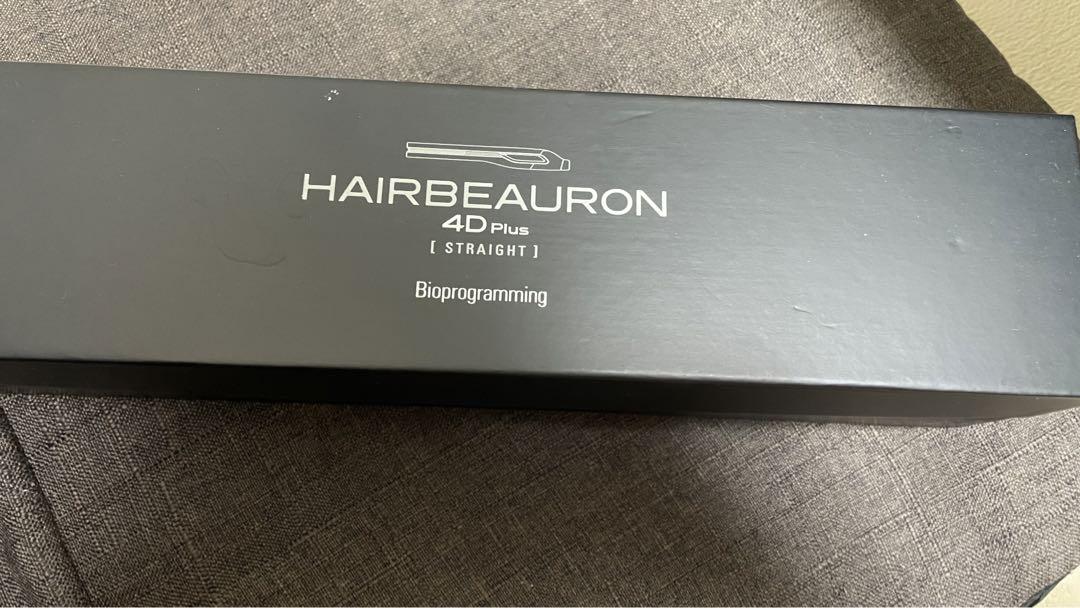 HAIRBEAURON
4D Plus
[ STRAIGHT ]
Bioprogramming